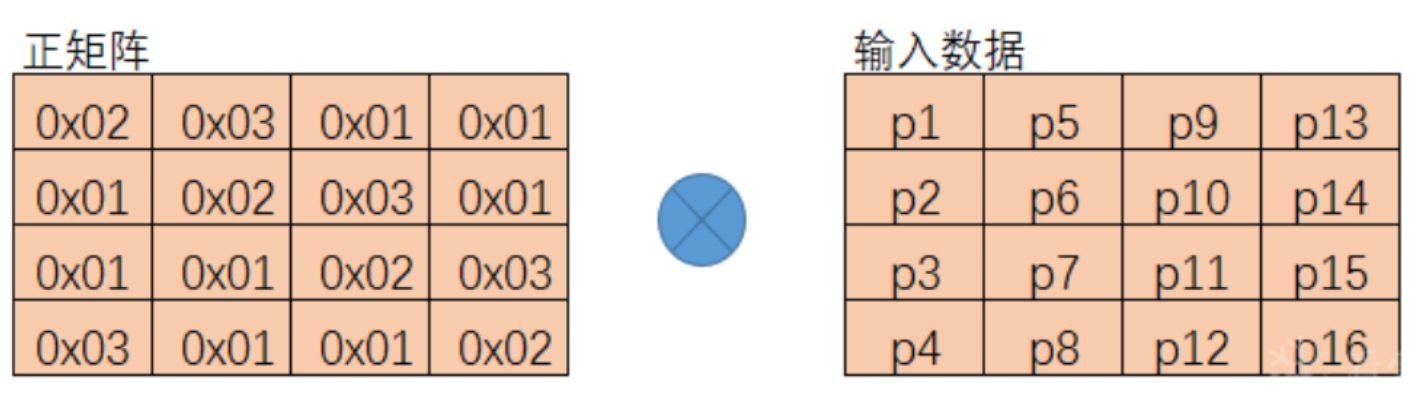 正矩阵 输入数据
0x02 0x03 0x01 0x01 p1 p5 p9 p13
0x01 0x02 0x03 0x01 p2 p6 p10 p14
0x01 0x01 0x02 0x03 p3 p7 p11 p15
0x03 0x01 0x01 0x02 p4 p8 p12 p16